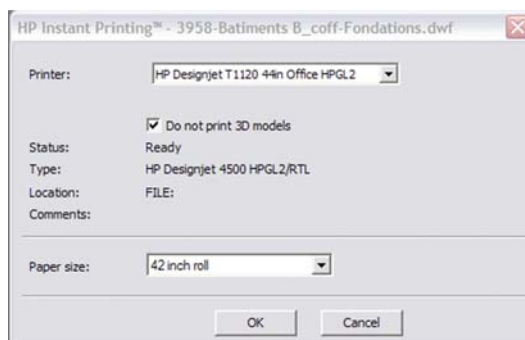 HP Instant Printing™ - 3958-Batiments B_coff-Fondations.dwf
Printer: HP Designjet T1120 44in Office HPGL2
Do not print 3D models
Status: Ready
Type: HP Designjet 4500 HPGL2/RTL
Location: FILE:
Comments:
Paper size: 42 inch roll
OK Cancel